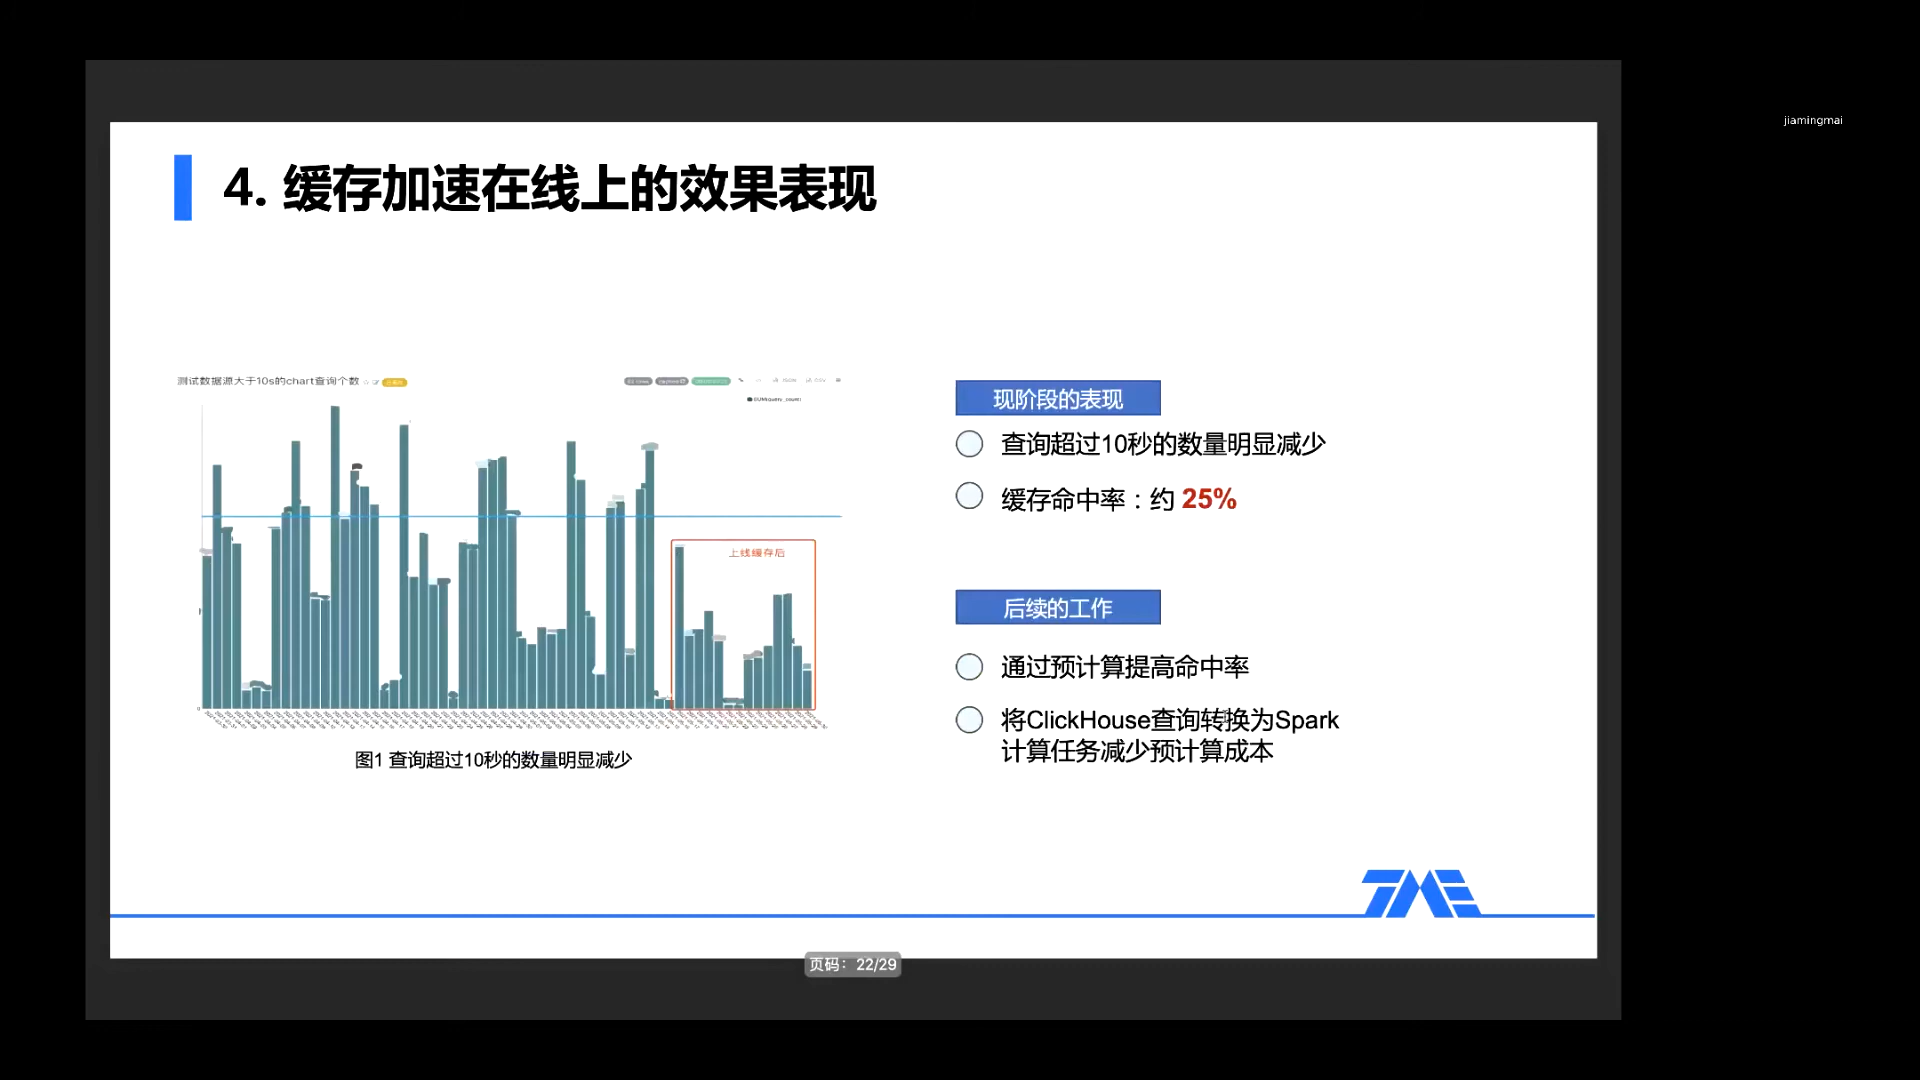 jiamingmai
4. 缓存加速在线上的效果表现
测试数据源大于10s的chart查询个数
上线缓存后
图1 查询超过10秒的数量明显减少
现阶段的表现
查询超过10秒的数量明显减少
缓存命中率：约 25%
后续的工作
通过预计算提高命中率
将ClickHouse查询转换为Spark
计算任务减少预计算成本
TME
页码： 22/29